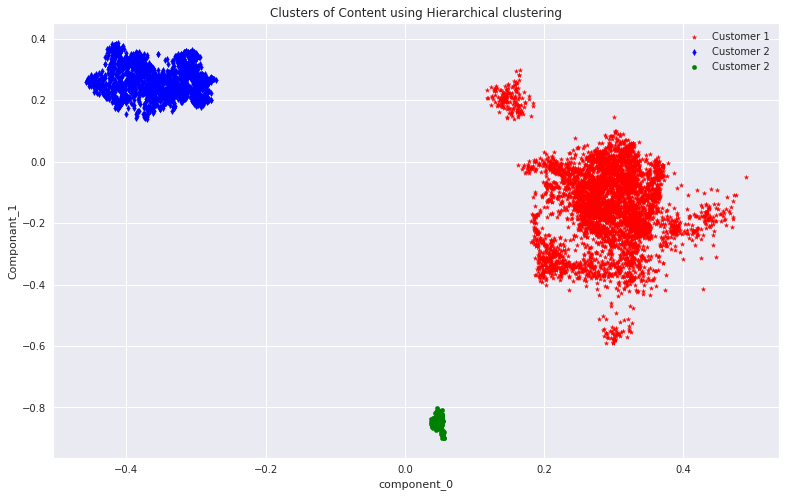 Clusters of Content using Hierarchical clustering
Customer 1
Customer 2
Customer 2
0.4
0.2
0.0
−0.2
−0.4
−0.6
−0.8
Componant_1
−0.4
−0.2
0.0
0.2
0.4
component_0